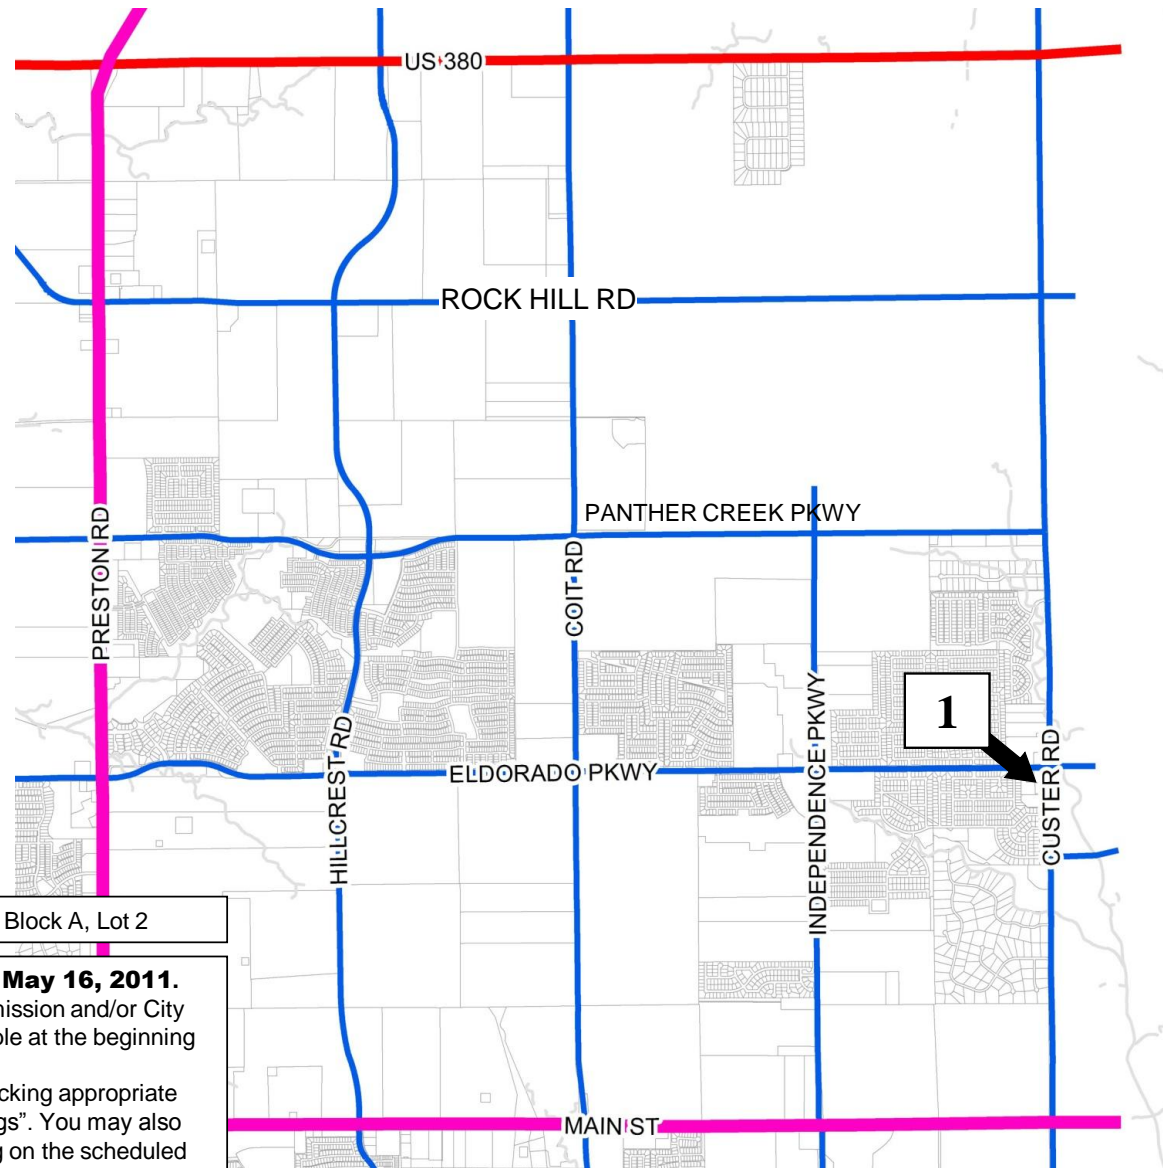 US 380
ROCK HILL RD
PANTHER CREEK PKWY
PRESTON RD
COIT RD
INDEPENDENCE PKWY
1
HILLCREST RD
ELDORADO PKWY
CUSTER RD
Block A, Lot 2
May 16, 2011.
mission and/or City
ble at the beginning
cking appropriate
gs”. You may also
g on the scheduled
MAIN ST